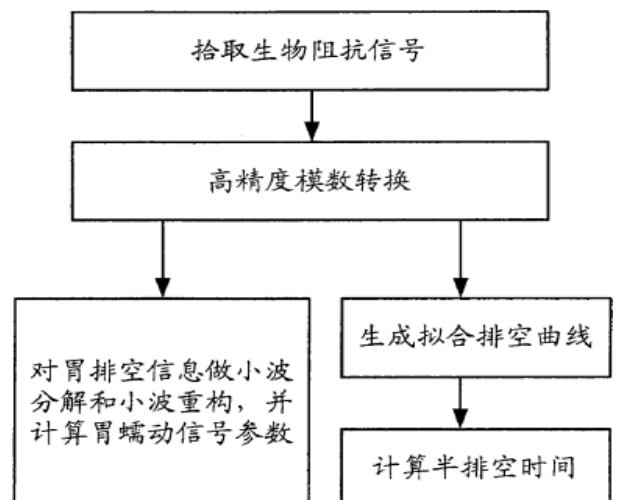 拾取生物阻抗信号
高精度模数转换
对胃排空信息做小波
分解和小波重构，并
计算胃蠕动信号参数
生成拟合排空曲线
计算半排空时间